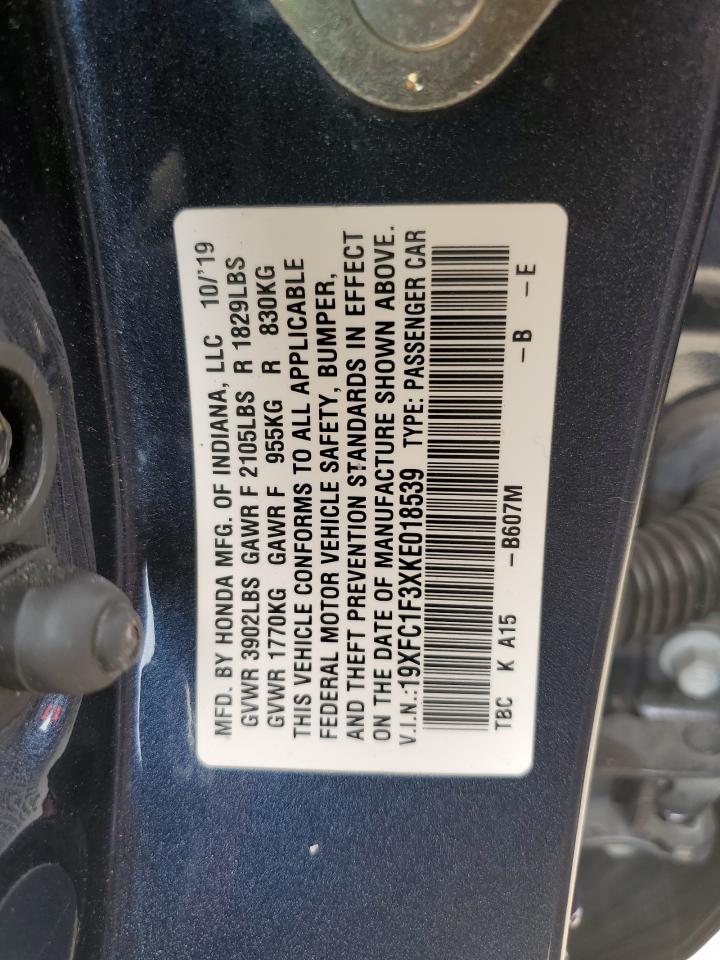 MFD. BY HONDA MFG. OF INDIANA, LLC 10/'19
GVWR 3902LBS GAWR F 2105LBS R 1829LBS
GVWR 1770KG GAWR F 955KG R 830KG
THIS VEHICLE CONFORMS TO ALL APPLICABLE
FEDERAL MOTOR VEHICLE SAFETY, BUMPER,
AND THEFT PREVENTION STANDARDS IN EFFECT
ON THE DATE OF MANUFACTURE SHOWN ABOVE.
V.I.N.:19XFC1F3XKE018539 TYPE: PASSENGER CAR
TBC K A15 -B607M -B -E